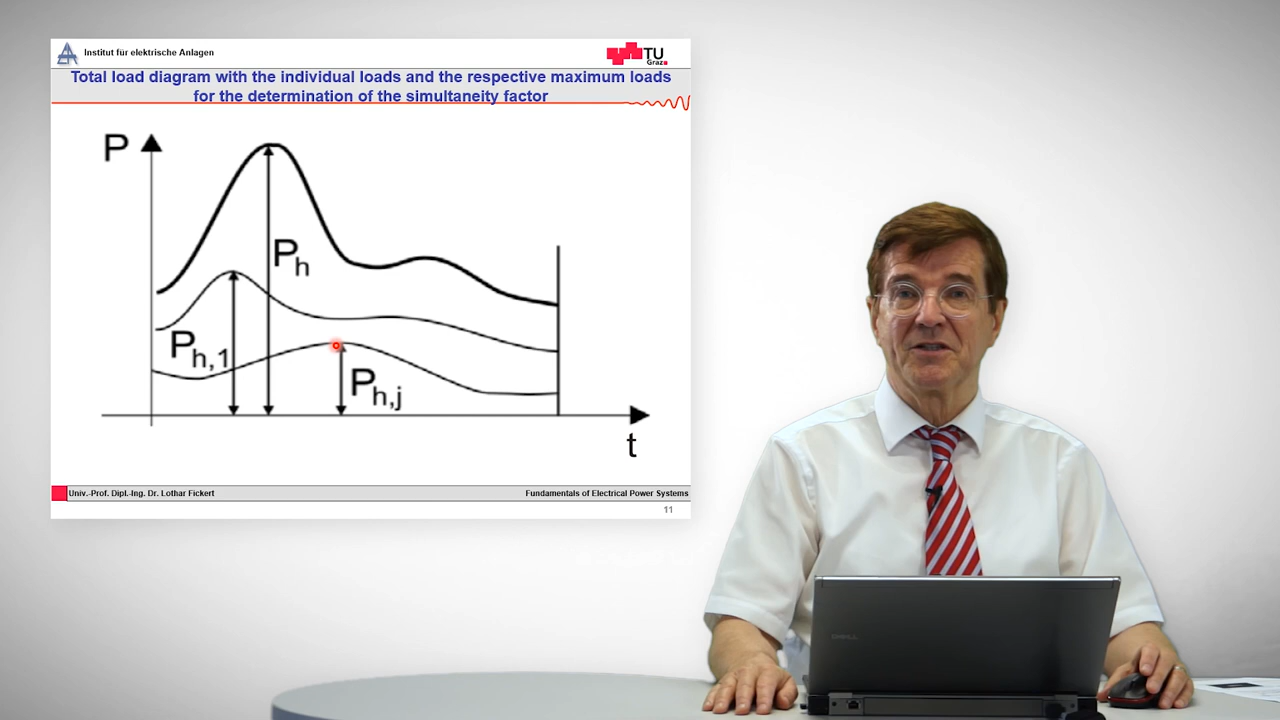 Institut für elektrische Anlagen
TU
Graz
Total load diagram with the individual loads and the respective maximum loads
for the determination of the simultaneity factor
P
Ph
Ph,1
Ph,j
t
Univ.-Prof. Dipl.-Ing. Dr. Lothar Fickert
Fundamentals of Electrical Power Systems
11
DELL